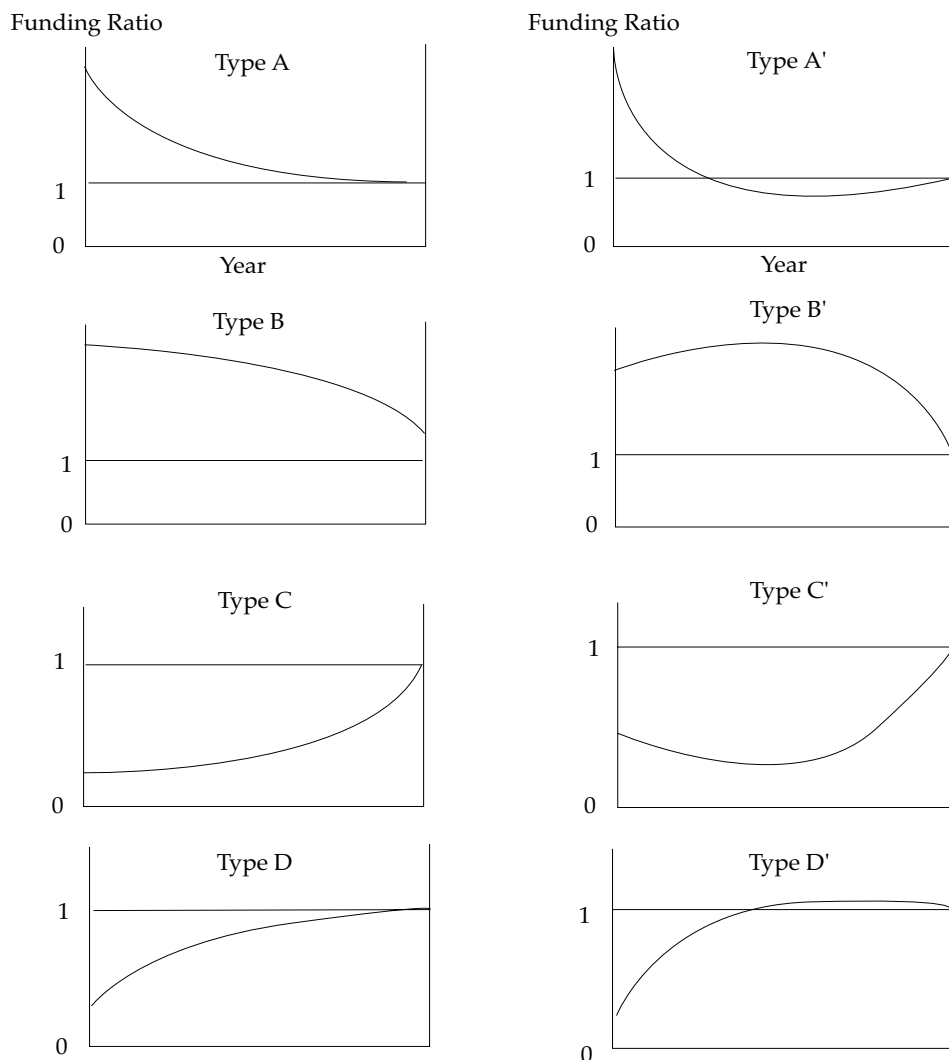 Funding Ratio
Funding Ratio
Type A
Type A'
1
1
0
0
Year
Year
Type B
Type B'
1
1
0
0
Type C
Type C'
1
1
0
0
Type D
Type D'
1
1
0
0